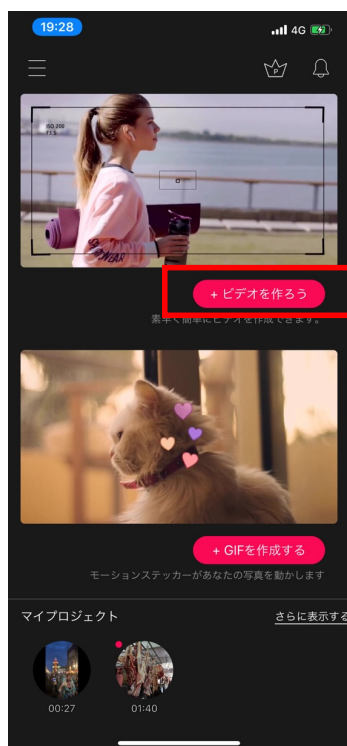 19:28
4G
P
ISO 200
+ ビデオを作ろう
素早く簡単にビデオを作成できます。
+ GIFを作成する
モーションステッカーがあなたの写真を動かします
マイプロジェクト
さらに表示する
00:27
01:40